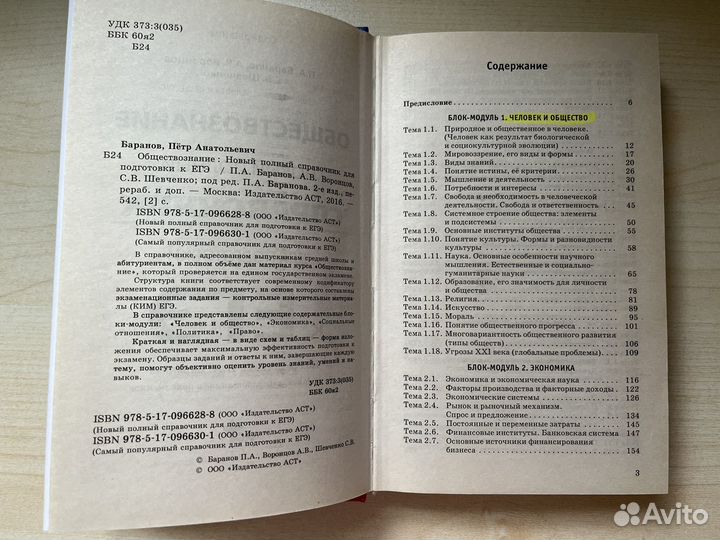 УДК 373:3(035)
ББК 60я2
Б24
Баранов, Пётр Анатольевич
Б24 Обществознание : Новый полный справочник для
подготовки к ЕГЭ / П.А. Баранов, А.В. Воронцов,
С.В. Шевченко; под ред. П.А. Баранова. 2-е изд., пе-
рераб. и доп. — Москва: Издательство АСТ, 2016. —
542, [2] с.
ISBN 978-5-17-096628-8 (ООО «Издательство АСТ»)
(Новый полный справочник для подготовки к ЕГЭ)
ISBN 978-5-17-096630-1 (ООО «Издательство АСТ»)
(Самый популярный справочник для подготовки к ЕГЭ)
В справочнике, адресованном выпускникам средней школы и
абитуриентам, в полном объёме дан материал курса «Обществозна-
ние», который проверяется на едином государственном экзамене.
Структура книги соответствует современному кодификатору
элементов содержания по предмету, на основе которого составлены
экзаменационные задания — контрольные измерительные материа-
лы (КИМ) ЕГЭ.
В справочнике представлены следующие содержательные бло-
ки-модули: «Человек и общество», «Экономика», «Социальные
отношения», «Политика», «Право».
Краткая и наглядная — в виде схем и таблиц — форма изло-
жения обеспечивает максимальную эффективность подготовки к
экзамену. Образцы заданий и ответы к ним, завершающие каждую
тему, помогут объективно оценить уровень знаний, умений и на-
выков.
УДК 373:3(035)
ББК 60я2
ISBN 978-5-17-096628-8 (ООО «Издательство АСТ»)
(Новый полный справочник для подготовки к ЕГЭ)
ISBN 978-5-17-096630-1 (ООО «Издательство АСТ»)
(Самый популярный справочник для подготовки к ЕГЭ)
© Баранов П.А., Воронцов А.В., Шевченко С.В.
© ООО «Издательство АСТ»
Содержание
Предисловие 6
БЛОК-МОДУЛЬ 1. ЧЕЛОВЕК И ОБЩЕСТВО
Тема 1.1. Природное и общественное в человеке.
(Человек как результат биологической
и социокультурной эволюции) 12
Тема 1.2. Мировоззрение, его виды и формы 17
Тема 1.3. Виды знаний 20
Тема 1.4. Понятие истины, её критерии 26
Тема 1.5. Мышление и деятельность 30
Тема 1.6. Потребности и интересы 41
Тема 1.7. Свобода и необходимость в человеческой
деятельности. Свобода и ответственность 45
Тема 1.8. Системное строение общества: элементы
и подсистемы 50
Тема 1.9. Основные институты общества 55
Тема 1.10. Понятие культуры. Формы и разновидности
культуры 58
Тема 1.11. Наука. Основные особенности научного
мышления. Естественные и социально-
гуманитарные науки 65
Тема 1.12. Образование, его значимость для личности
и общества 78
Тема 1.13. Религия 81
Тема 1.14. Искусство 89
Тема 1.15. Мораль 95
Тема 1.16. Понятие общественного прогресса 101
Тема 1.17. Многовариантность общественного развития
(типы обществ) 106
Тема 1.18. Угрозы XXI века (глобальные проблемы) 109
БЛОК-МОДУЛЬ 2. ЭКОНОМИКА
Тема 2.1. Экономика и экономическая наука 116
Тема 2.2. Факторы производства и факторные доходы 122
Тема 2.3. Экономические системы 126
Тема 2.4. Рынок и рыночный механизм.
Спрос и предложение 134
Тема 2.5. Постоянные и переменные затраты 145
Тема 2.6. Финансовые институты. Банковская система 147
Тема 2.7. Основные источники финансирования
бизнеса 154
3
Avito